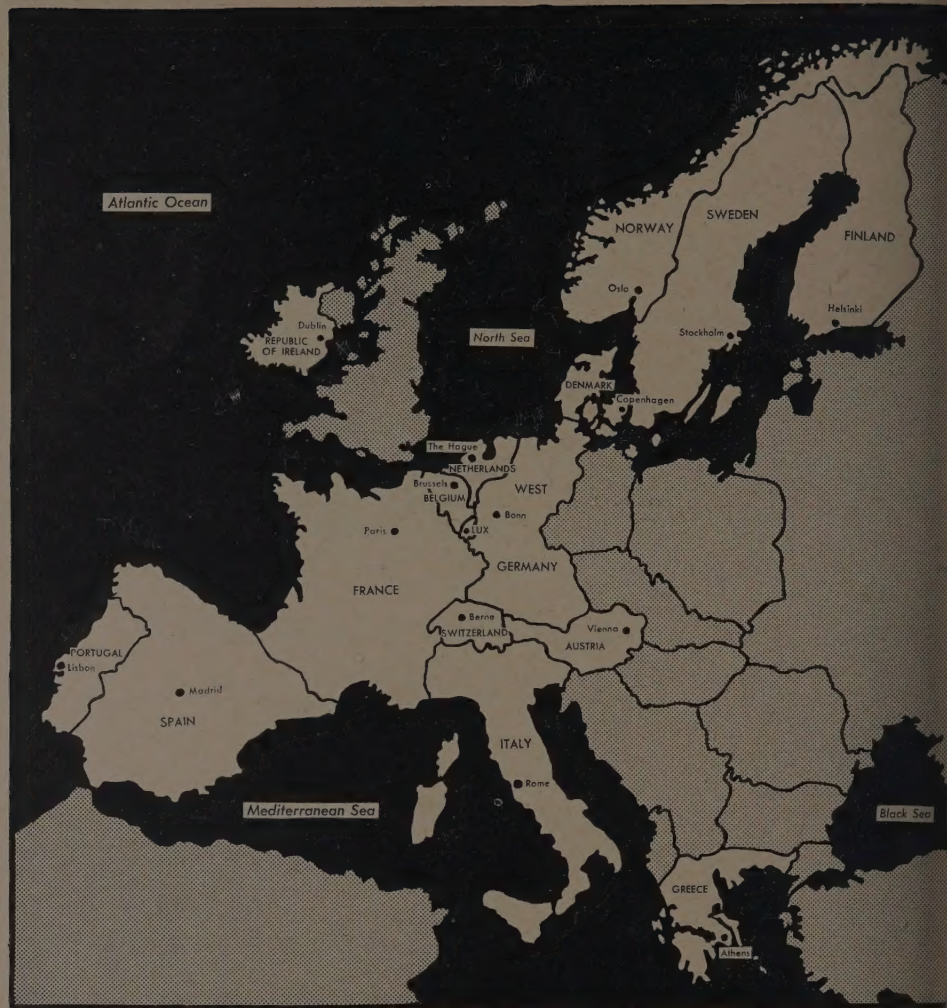 Atlantic Ocean
NORWAY
SWEDEN
FINLAND
Oslo
Helsinki
Stockholm
Dublin
REPUBLIC
OF IRELAND
North Sea
DENMARK
Copenhagen
The Hague
NETHERLANDS
Brussels
BELGIUM
WEST
Bonn
LUX
Paris
GERMANY
FRANCE
Berne
SWITZERLAND
Vienna
AUSTRIA
PORTUGAL
Lisbon
Madrid
SPAIN
ITALY
Rome
Mediterranean Sea
Black Sea
GREECE
Athens